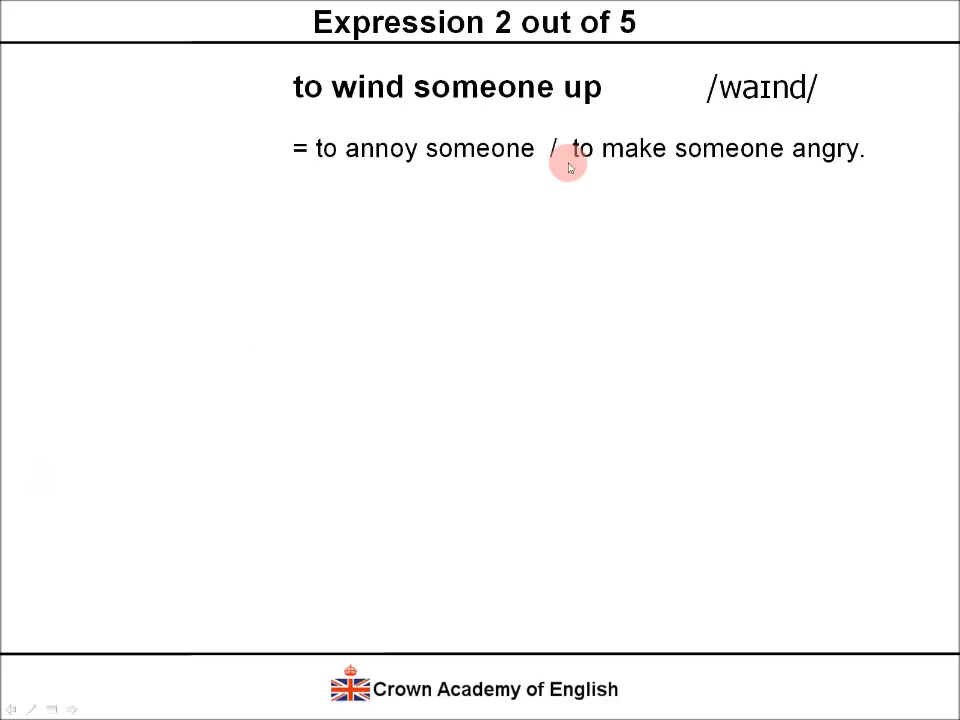 Expression 2 out of 5
to wind someone up /waɪnd/
= to annoy someone / to make someone angry.
Crown Academy of English